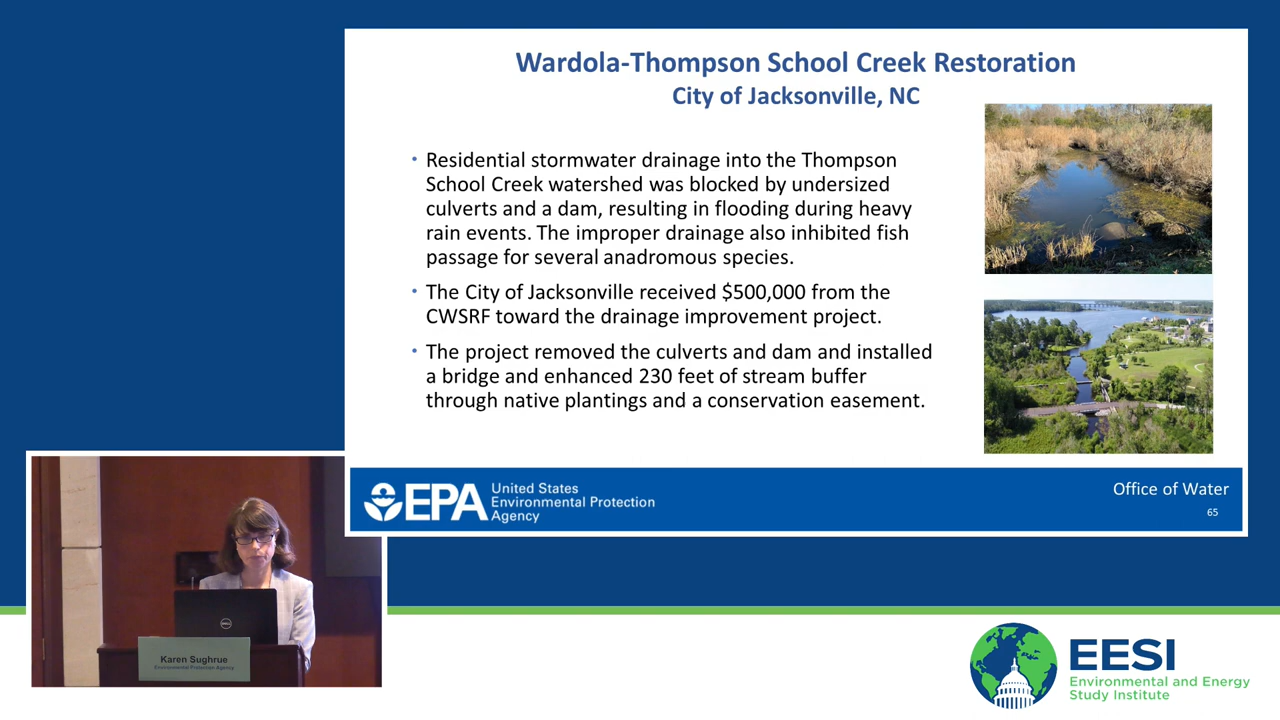 Wardola-Thompson School Creek Restoration
City of Jacksonville, NC
• Residential stormwater drainage into the Thompson
School Creek watershed was blocked by undersized
culverts and a dam, resulting in flooding during heavy
rain events. The improper drainage also inhibited fish
passage for several anadromous species.
• The City of Jacksonville received $500,000 from the
CWSRF toward the drainage improvement project.
• The project removed the culverts and dam and installed
a bridge and enhanced 230 feet of stream buffer
through native plantings and a conservation easement.
EPA
United States
Environmental Protection
Agency
Office of Water
65
DELL
Karen Sughrue
Environmental Protection Agency
EESI
Environmental and Energy
Study Institute